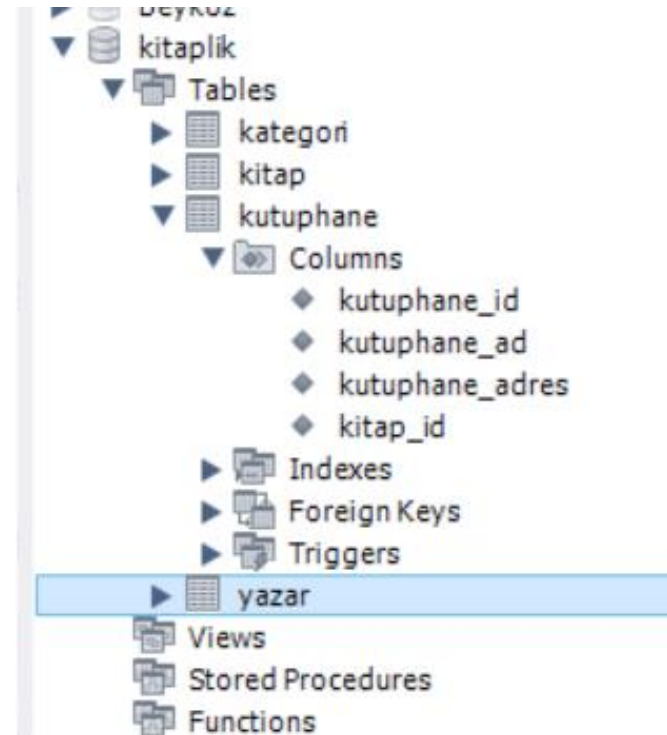 Beykoz
kitaplik
Tables
kategori
kitap
kutuphane
Columns
kutuphane_id
kutuphane_ad
kutuphane_adres
kitap_id
Indexes
Foreign Keys
Triggers
yazar
Views
Stored Procedures
Functions